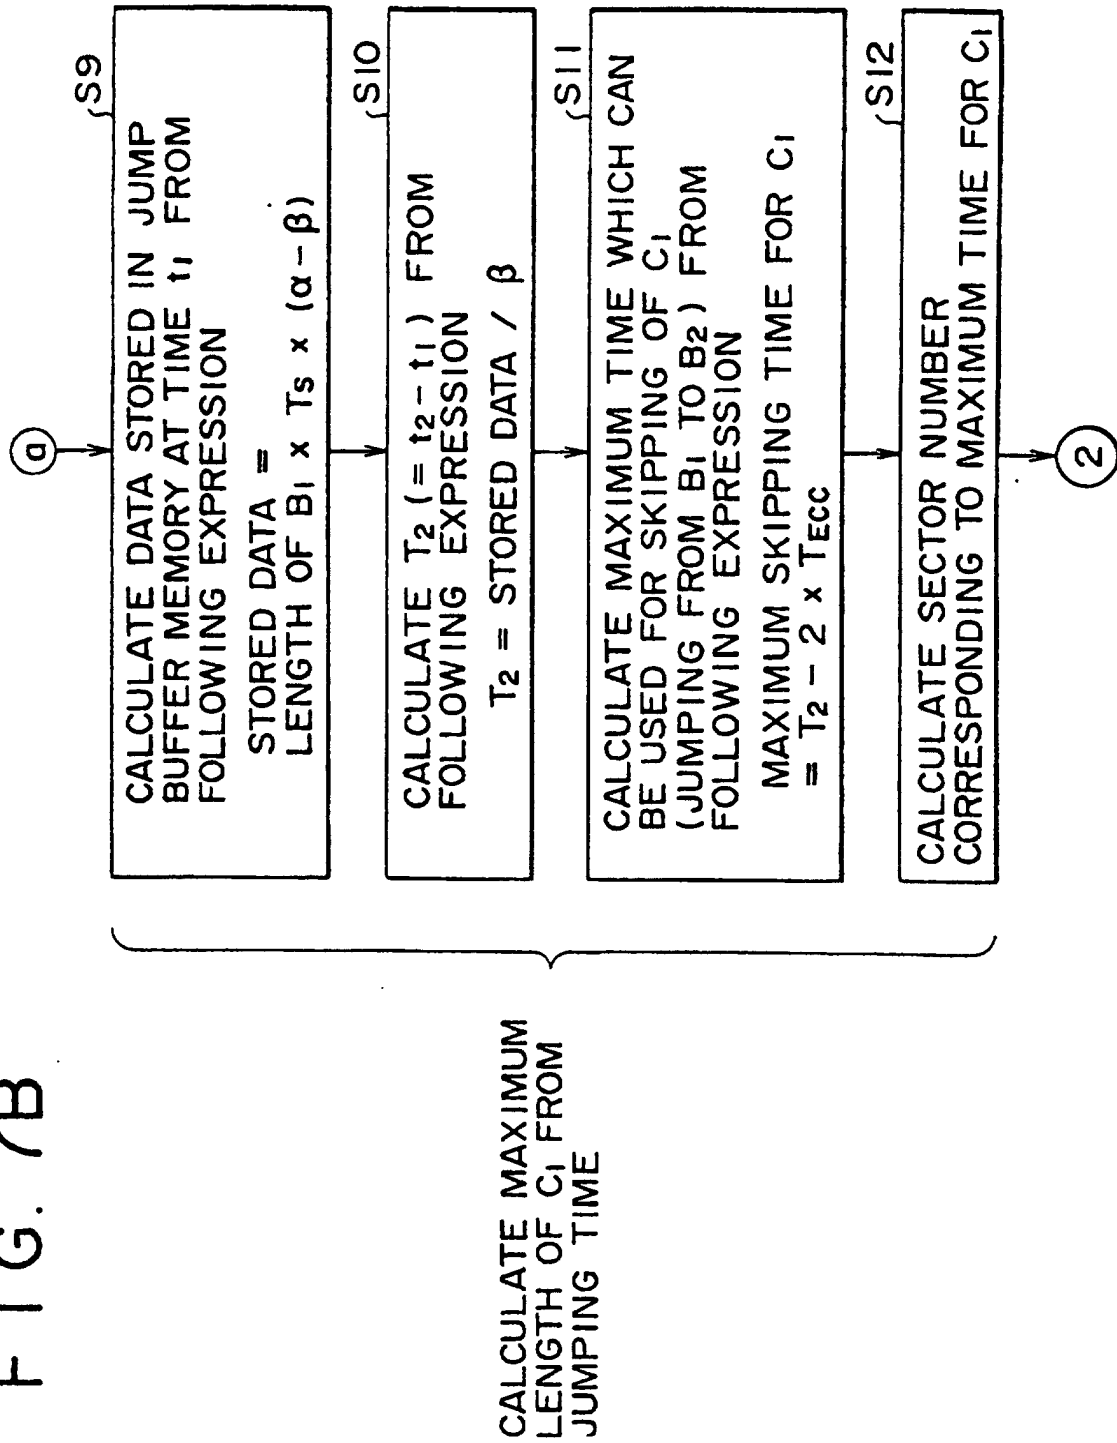 FIG. 7B
a
S9
CALCULATE DATA STORED IN JUMP
BUFFER MEMORY AT TIME t1 FROM
FOLLOWING EXPRESSION
STORED DATA =
LENGTH OF B1 x Ts x (α-β)
S10
CALCULATE T2 (= t2 - t1) FROM
FOLLOWING EXPRESSION
T2 = STORED DATA / β
S11
CALCULATE MAXIMUM TIME WHICH CAN
BE USED FOR SKIPPING OF C1
(JUMPING FROM B1 TO B2) FROM
FOLLOWING EXPRESSION
MAXIMUM SKIPPING TIME FOR C1
= T2 - 2 x TECC
S12
CALCULATE SECTOR NUMBER
CORRESPONDING TO MAXIMUM TIME FOR C1
2
CALCULATE MAXIMUM
LENGTH OF C1 FROM
JUMPING TIME